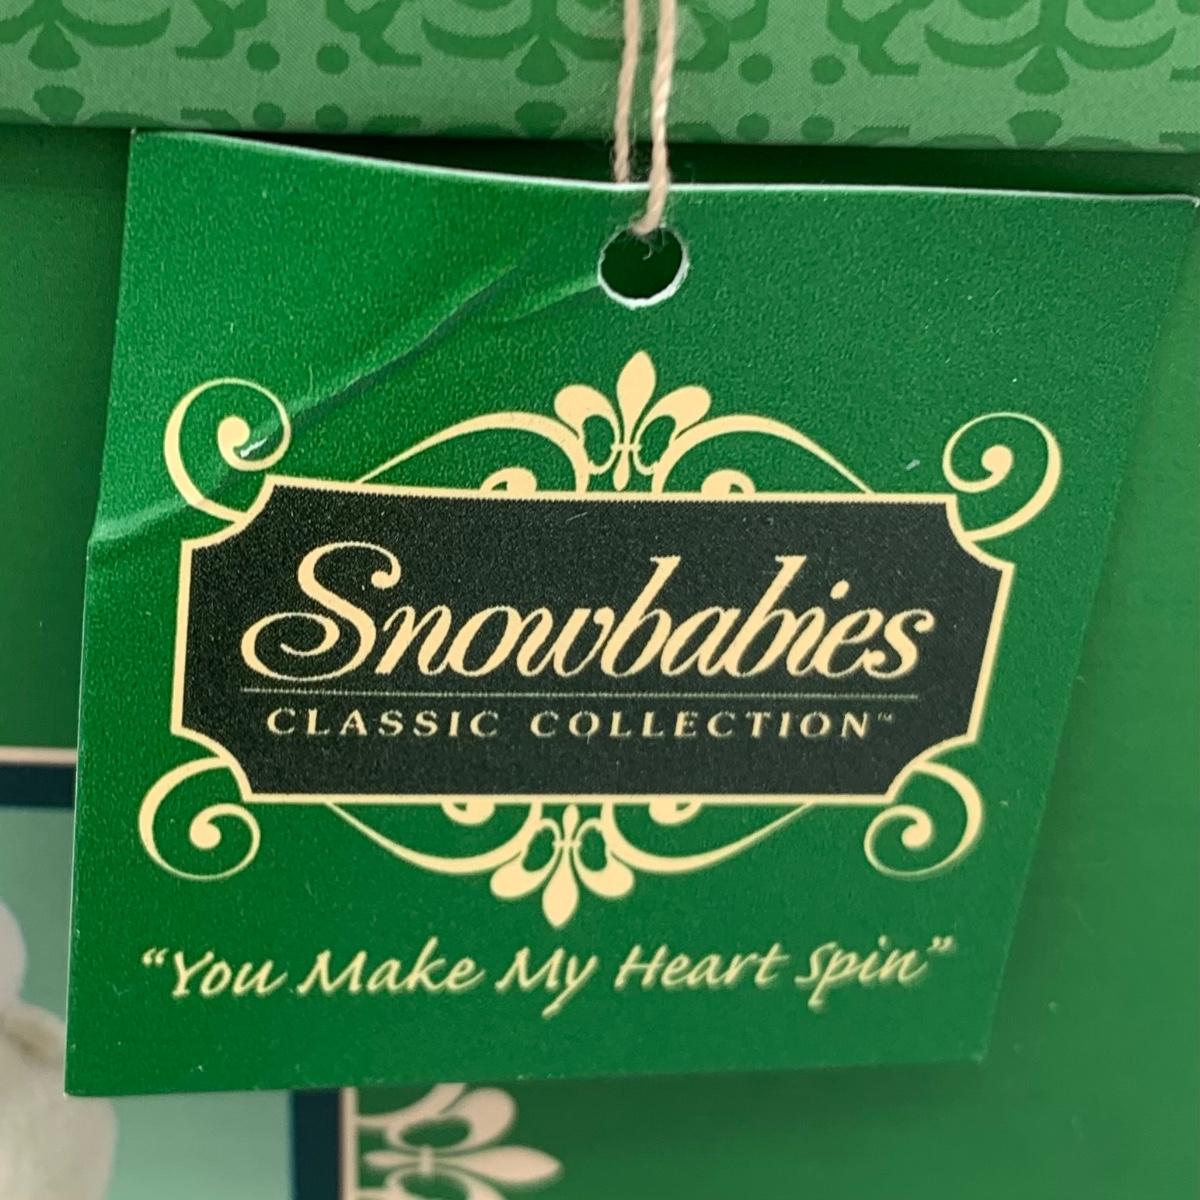 Snowbabies
CLASSIC COLLECTION™
“You Make My Heart Spin”